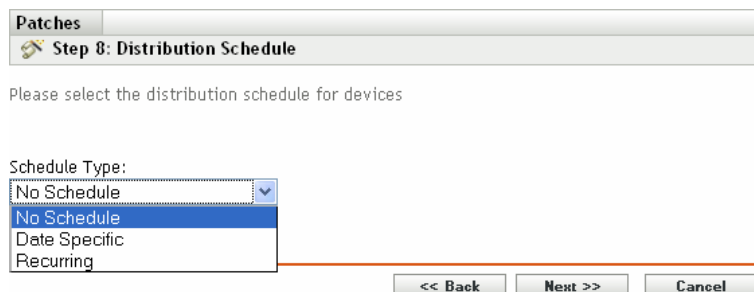 Patches
Step 8: Distribution Schedule
Please select the distribution schedule for devices
Schedule Type:
No Schedule
No Schedule
Date Specific
Recurring
<< Back Next >> Cancel